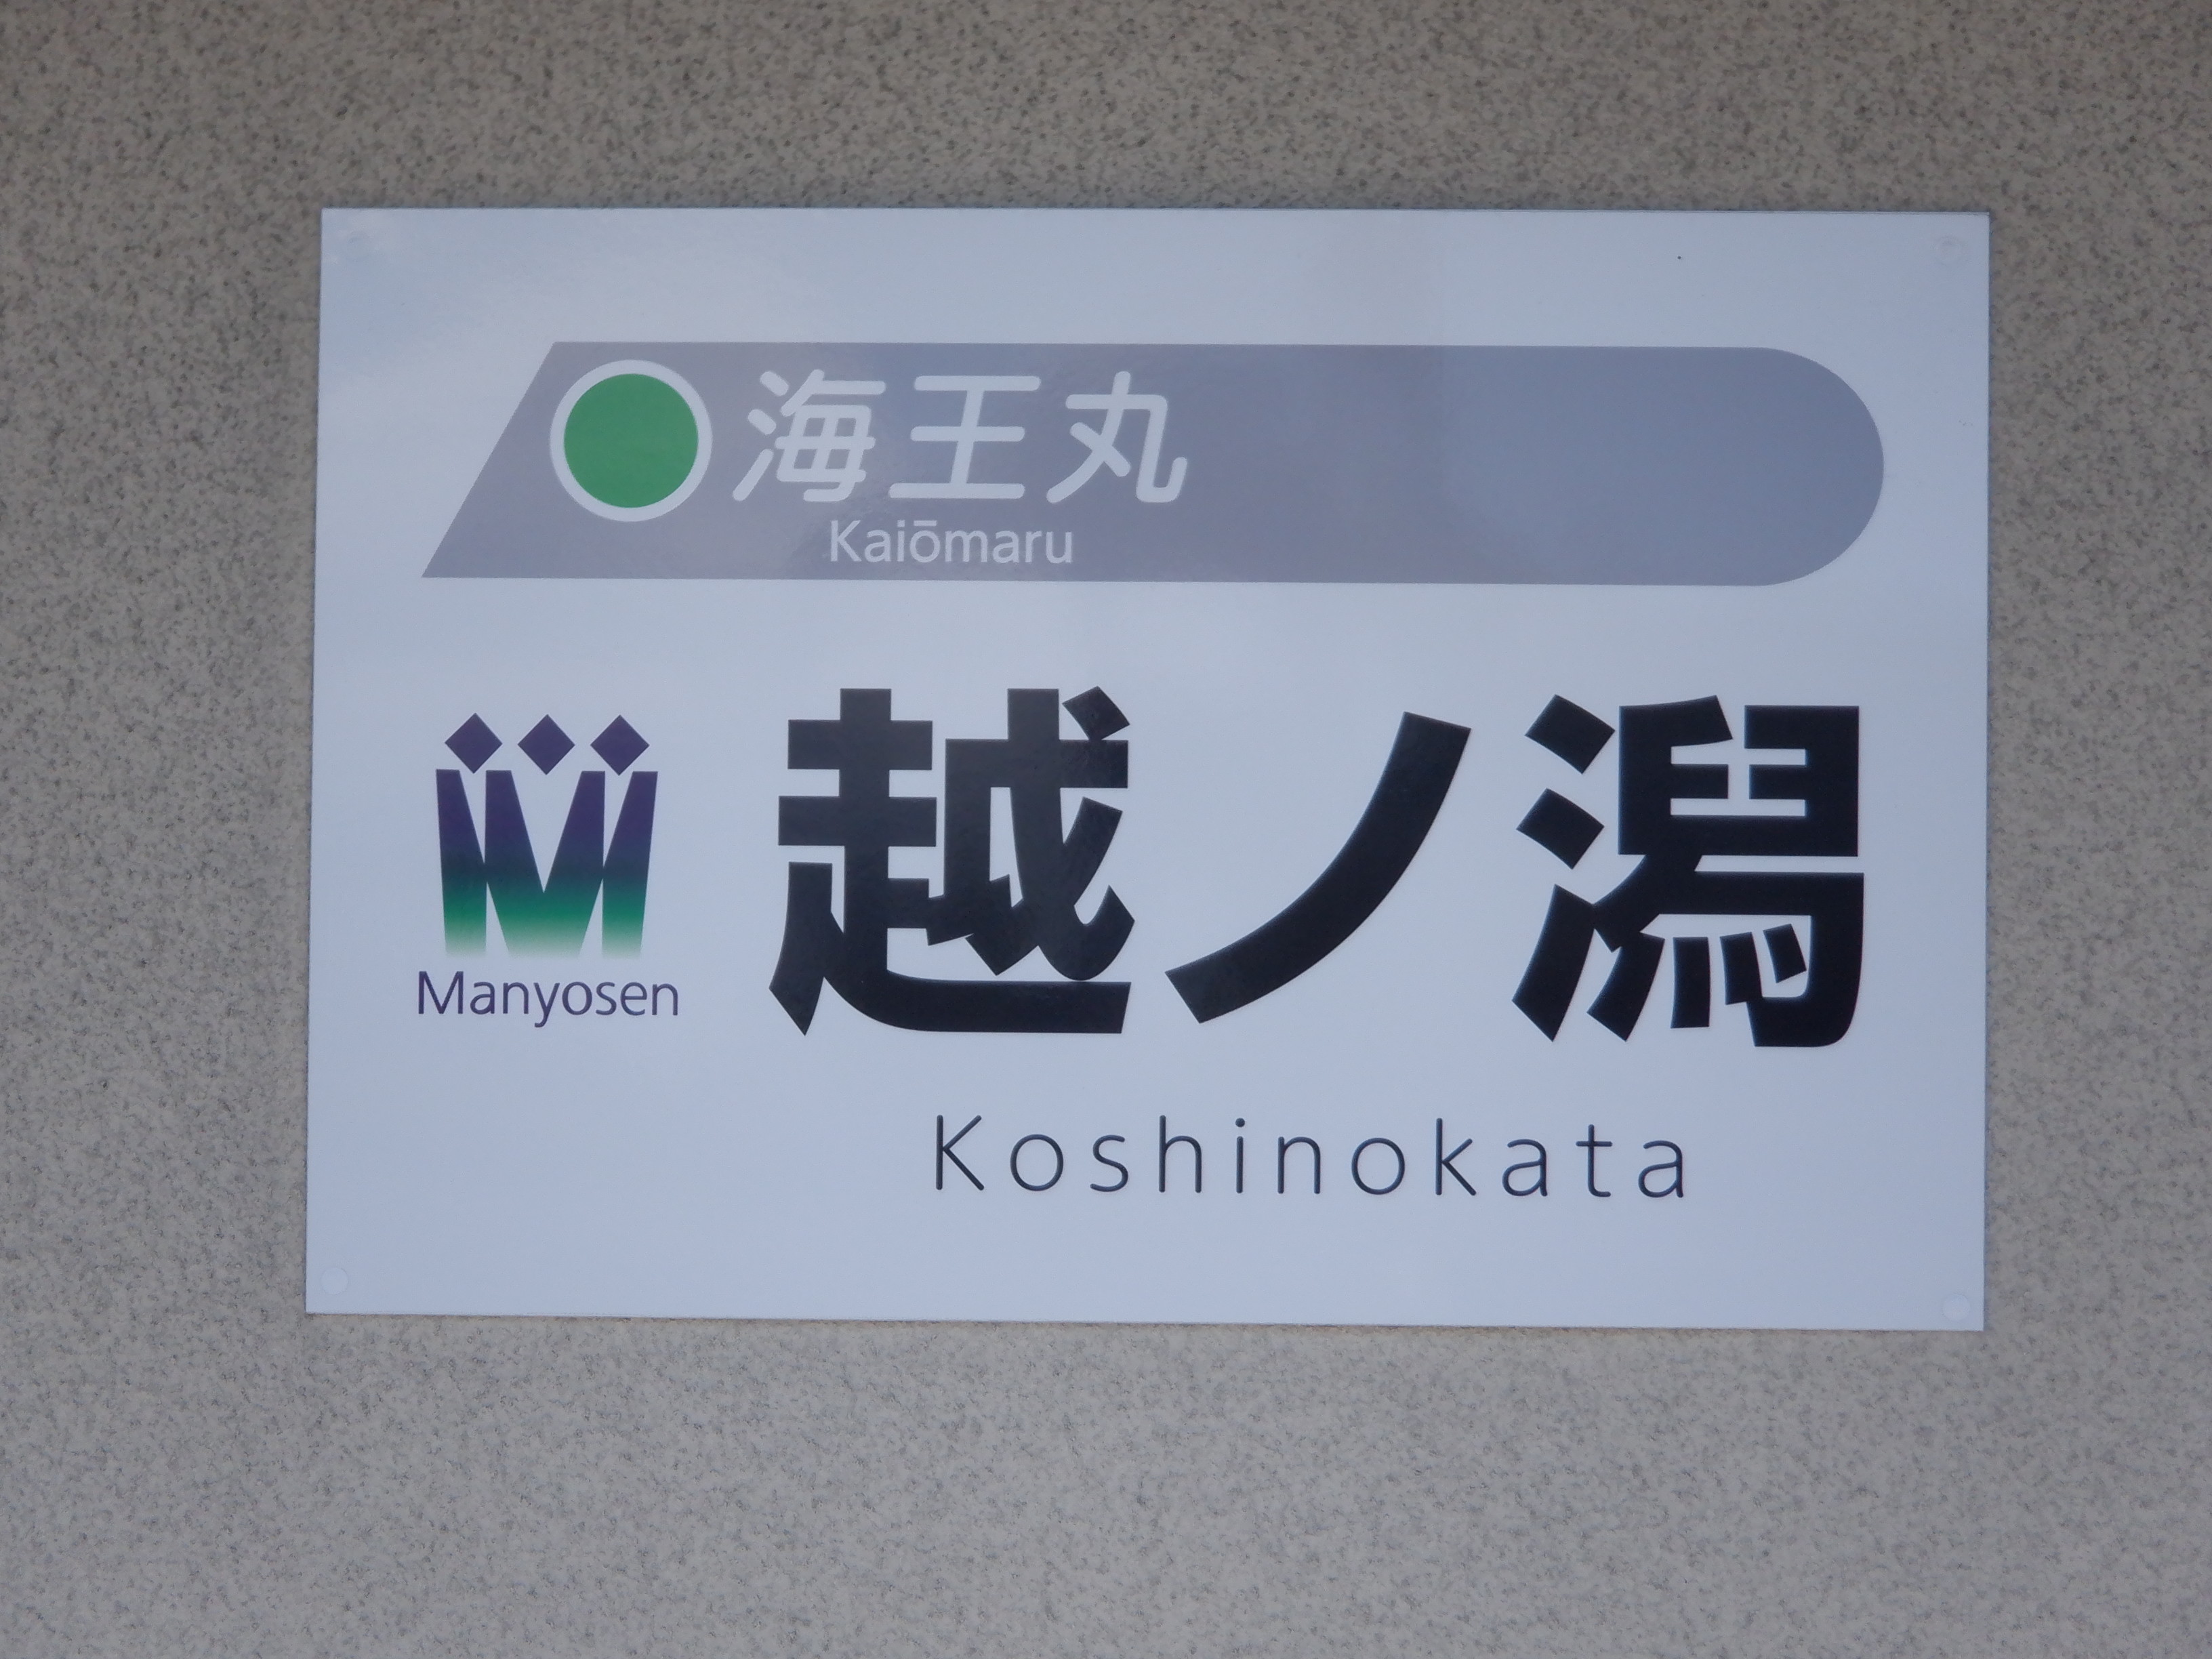 海王丸
Kaiōmaru
越ノ潟
Manyosen
Koshinokata